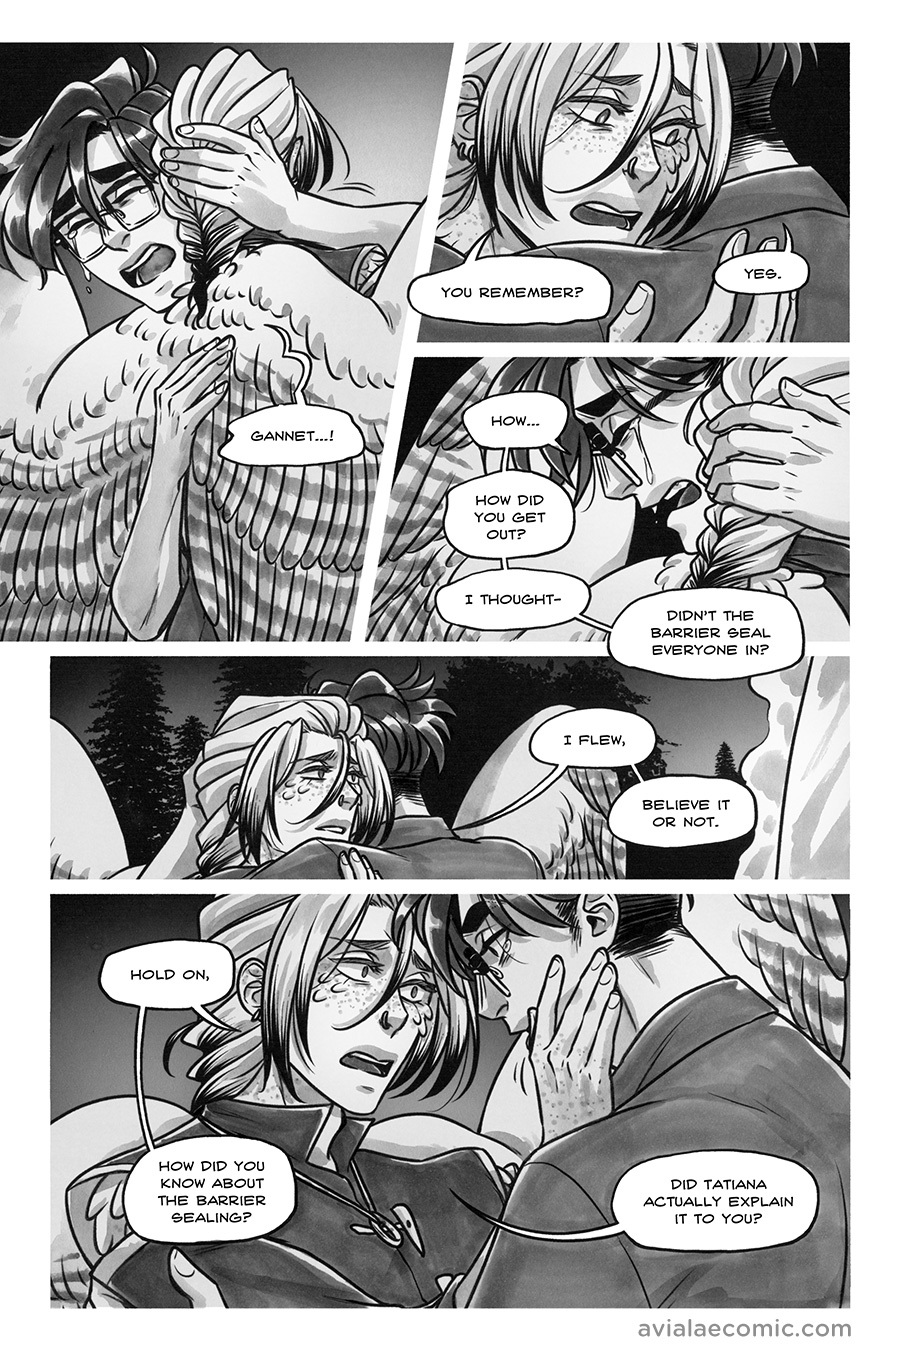 GANNET...!
YOU REMEMBER?
YES.
HOW...
HOW DID
YOU GET
OUT?
I THOUGHT-
DIDN'T THE
BARRIER SEAL
EVERYONE IN?
I FLEW,
BELIEVE IT
OR NOT.
HOLD ON,
HOW DID YOU
KNOW ABOUT
THE BARRIER
SEALING?
DID TATIANA
ACTUALLY EXPLAIN
IT TO YOU?
avialaecomic.com